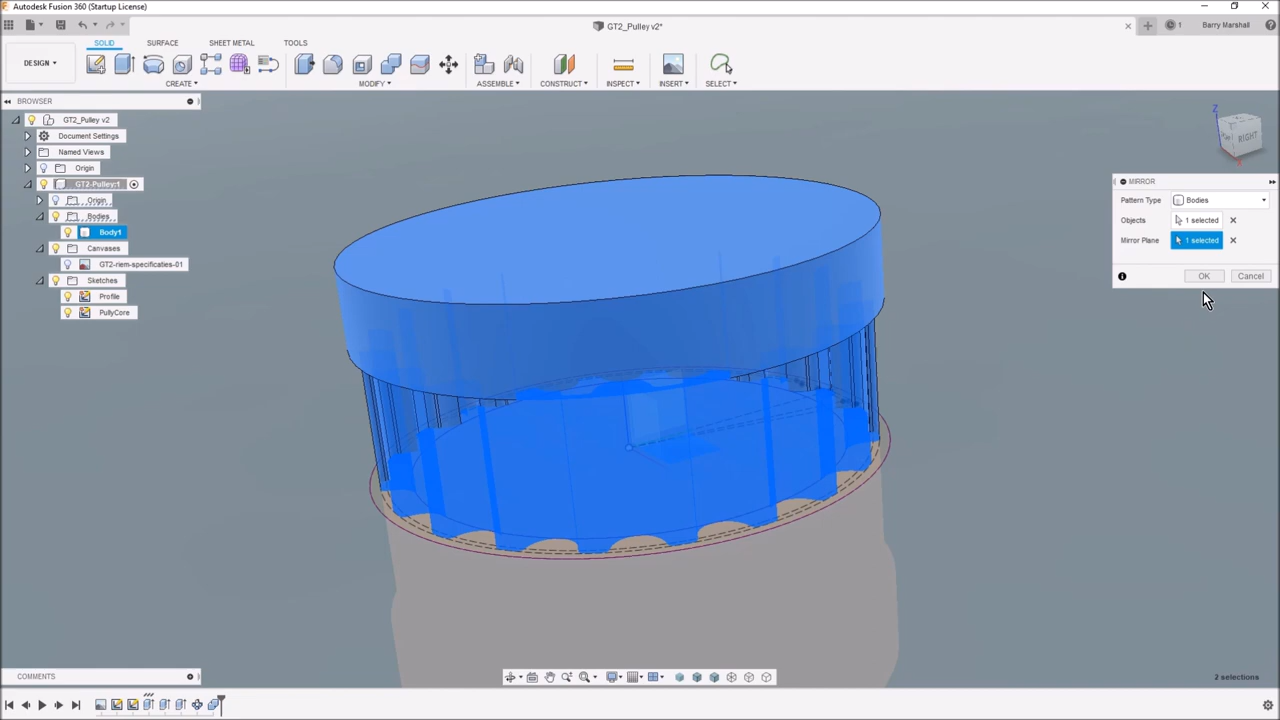 Autodesk Fusion 360 (Startup License)
GT2_Pulley v2*
1
Barry Marshall
DESIGN
SOLID
SURFACE
SHEET METAL
TOOLS
CREATE
MODIFY
ASSEMBLE
CONSTRUCT
INSPECT
INSERT
SELECT
BROWSER
GT2_Pulley v2
Document Settings
Named Views
Origin
GT2-Pulley:1
Origin
Bodies
Body1
Canvases
GT2-riem-specificaties-01
Sketches
Profile
PullyCore
Z
RIGHT
MIRROR
Pattern Type
Bodies
Objects
1 selected
Mirror Plane
1 selected
OK
Cancel
COMMENTS
2 selections